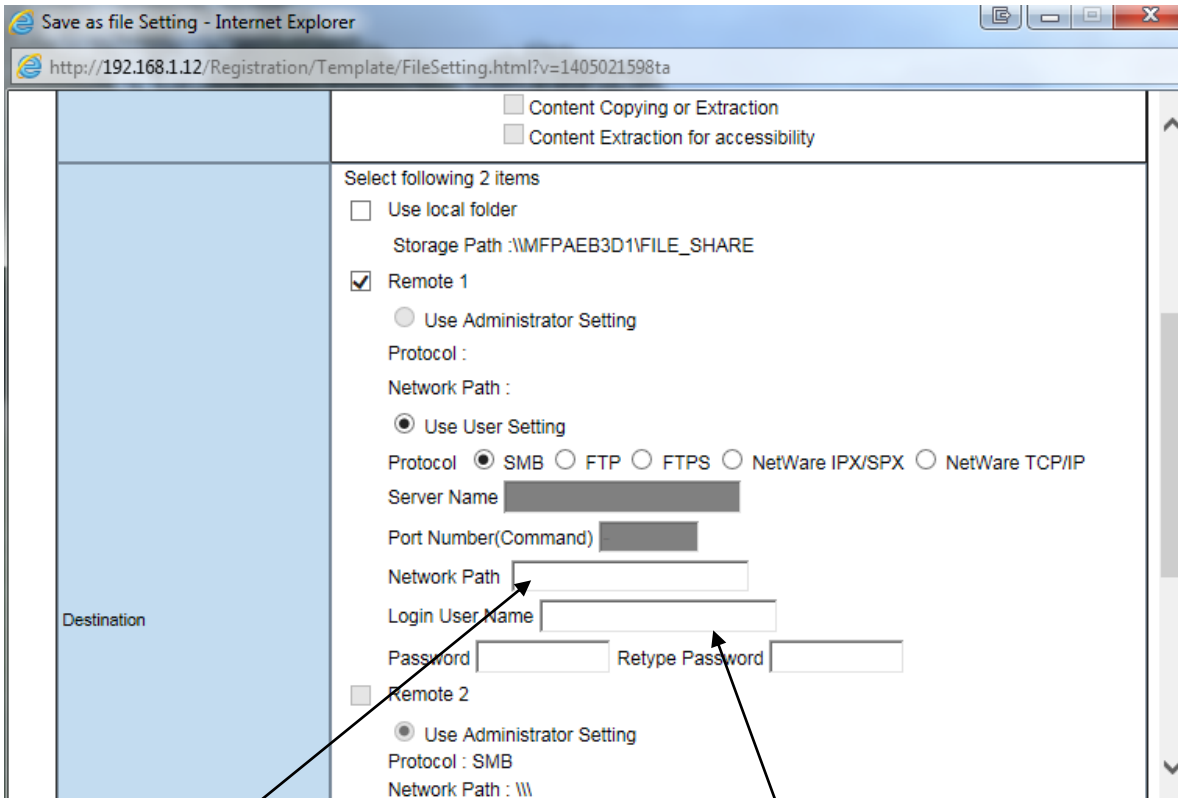 Save as file Setting - Internet Explorer
http://192.168.1.12/Registration/Template/FileSetting.html?v=1405021598ta
Content Copying or Extraction
Content Extraction for accessibility
Select following 2 items
Use local folder
Storage Path :\\MFPAEB3D1\FILE_SHARE
Remote 1
Use Administrator Setting
Protocol :
Network Path :
Use User Setting
Protocol SMB FTP FTPS NetWare IPX/SPX NetWare TCP/IP
Server Name
Port Number(Command) -
Network Path
Destination
Login User Name
Password Retype Password
Remote 2
Use Administrator Setting
Protocol : SMB
Network Path : \\\